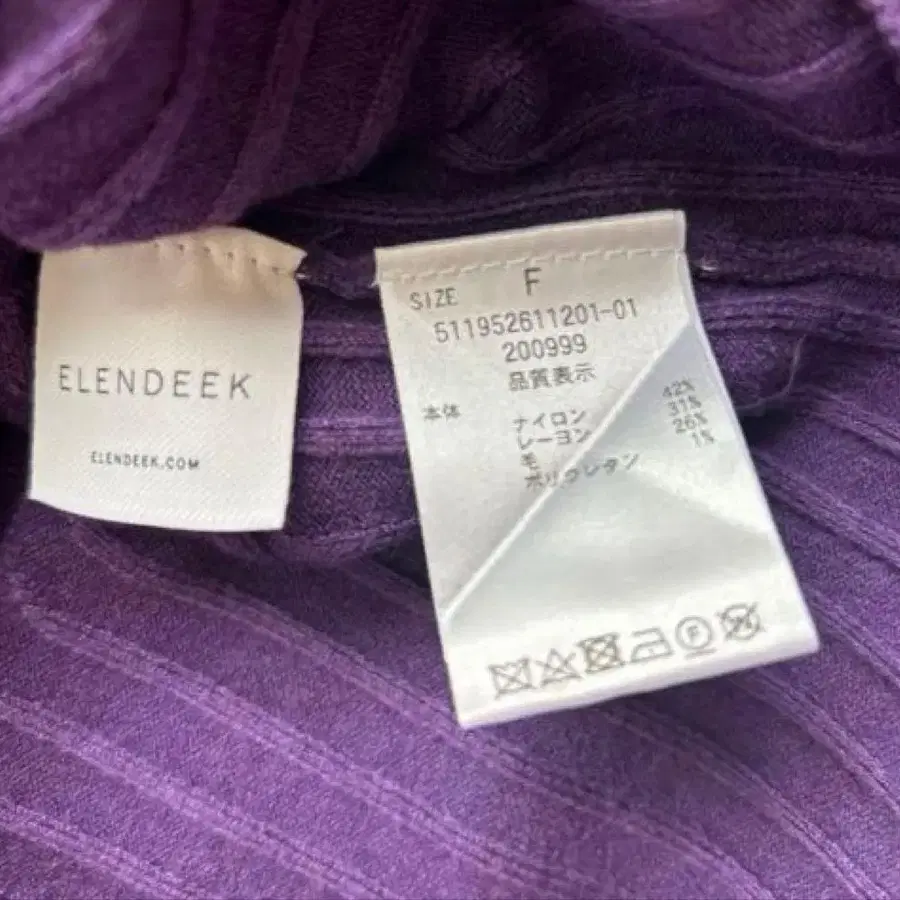 ELENDEEK
ELENDEEK.COM
SIZE F
511952611201-01
200999
品質表示
本体
ナイロン 42%
レーヨン 31%
毛 26%
ポリウレタン 1%
F